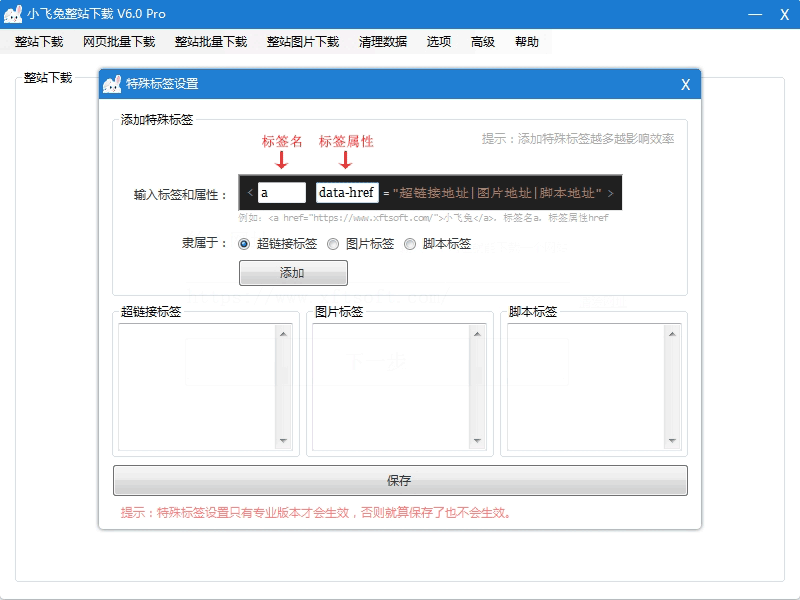 小飞兔整站下载 V6.0 Pro
整站下载 网页批量下载 整站批量下载 整站图片下载 清理数据 选项 高级 帮助
整站下载
特殊标签设置 X
添加特殊标签
提示：添加特殊标签越多越影响效率
标签名 标签属性
输入标签和属性： < a data-href ="超链接地址|图片地址|脚本地址" >
例如：<a href="https://www.xftsoft.com/">小飞兔</a>，标签名a，标签属性href
隶属于： 超链接标签 图片标签 脚本标签
添加
超链接标签 图片标签 脚本标签
保存
提示：特殊标签设置只有专业版本才会生效，否则就算保存了也不会生效。